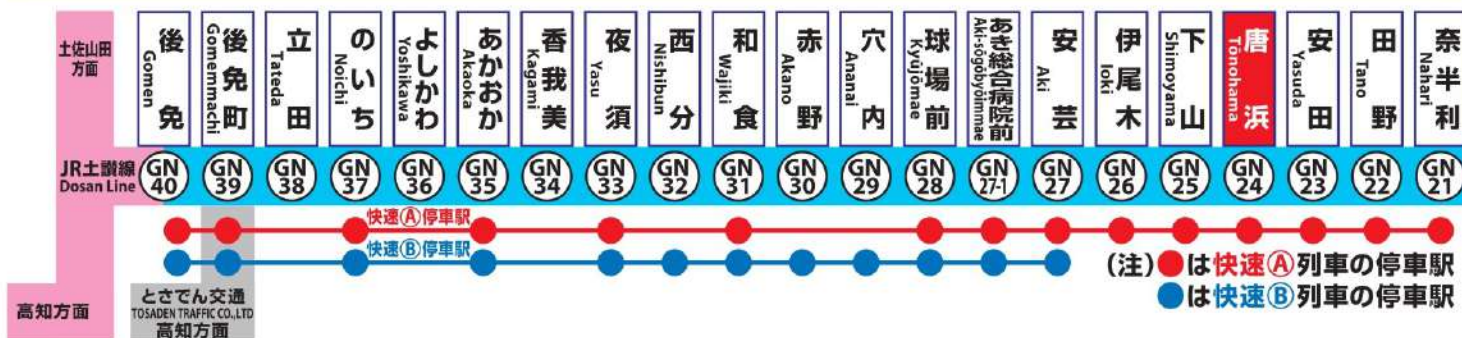 土佐山田
方面
後免
Gomen
後免町
Gomenmachi
立田
Tateda
のいち
Noichi
よしかわ
Yoshikawa
あかおか
Akaoka
香我美
Kagami
夜須
Yasu
西分
Nishibun
和食
Wajiki
赤野
Akano
穴内
Ananai
球場前
Kyūjōmae
あき総合病院前
Aki-sōgōbyōimmae
安芸
Aki
伊尾木
Ioki
下山
Shimoyama
唐浜
Tōnohama
安田
Yasuda
田野
Tano
奈半利
Nahari
JR土讃線
Dosan Line
GN
40
GN
39
GN
38
GN
37
GN
36
GN
35
GN
34
GN
33
GN
32
GN
31
GN
30
GN
29
GN
28
GN
27-1
GN
27
GN
26
GN
25
GN
24
GN
23
GN
22
GN
21
快速Ⓐ停車駅
快速Ⓑ停車駅
(注)●は快速Ⓐ列車の停車駅
●は快速Ⓑ列車の停車駅
高知方面
とさでん交通
TOSADEN TRAFFIC CO.,LTD
高知方面